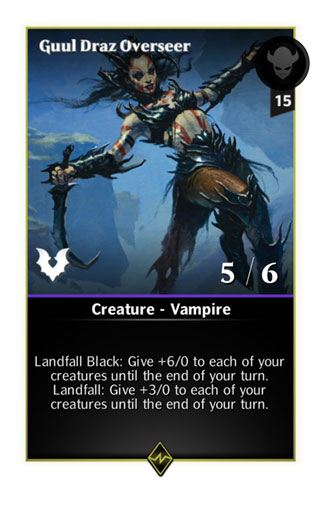 Guul Draz Overseer
15
5 / 6
Creature - Vampire
Landfall Black: Give +6/0 to each of your
creatures until the end of your turn.
Landfall: Give +3/0 to each of your
creatures until the end of your turn.